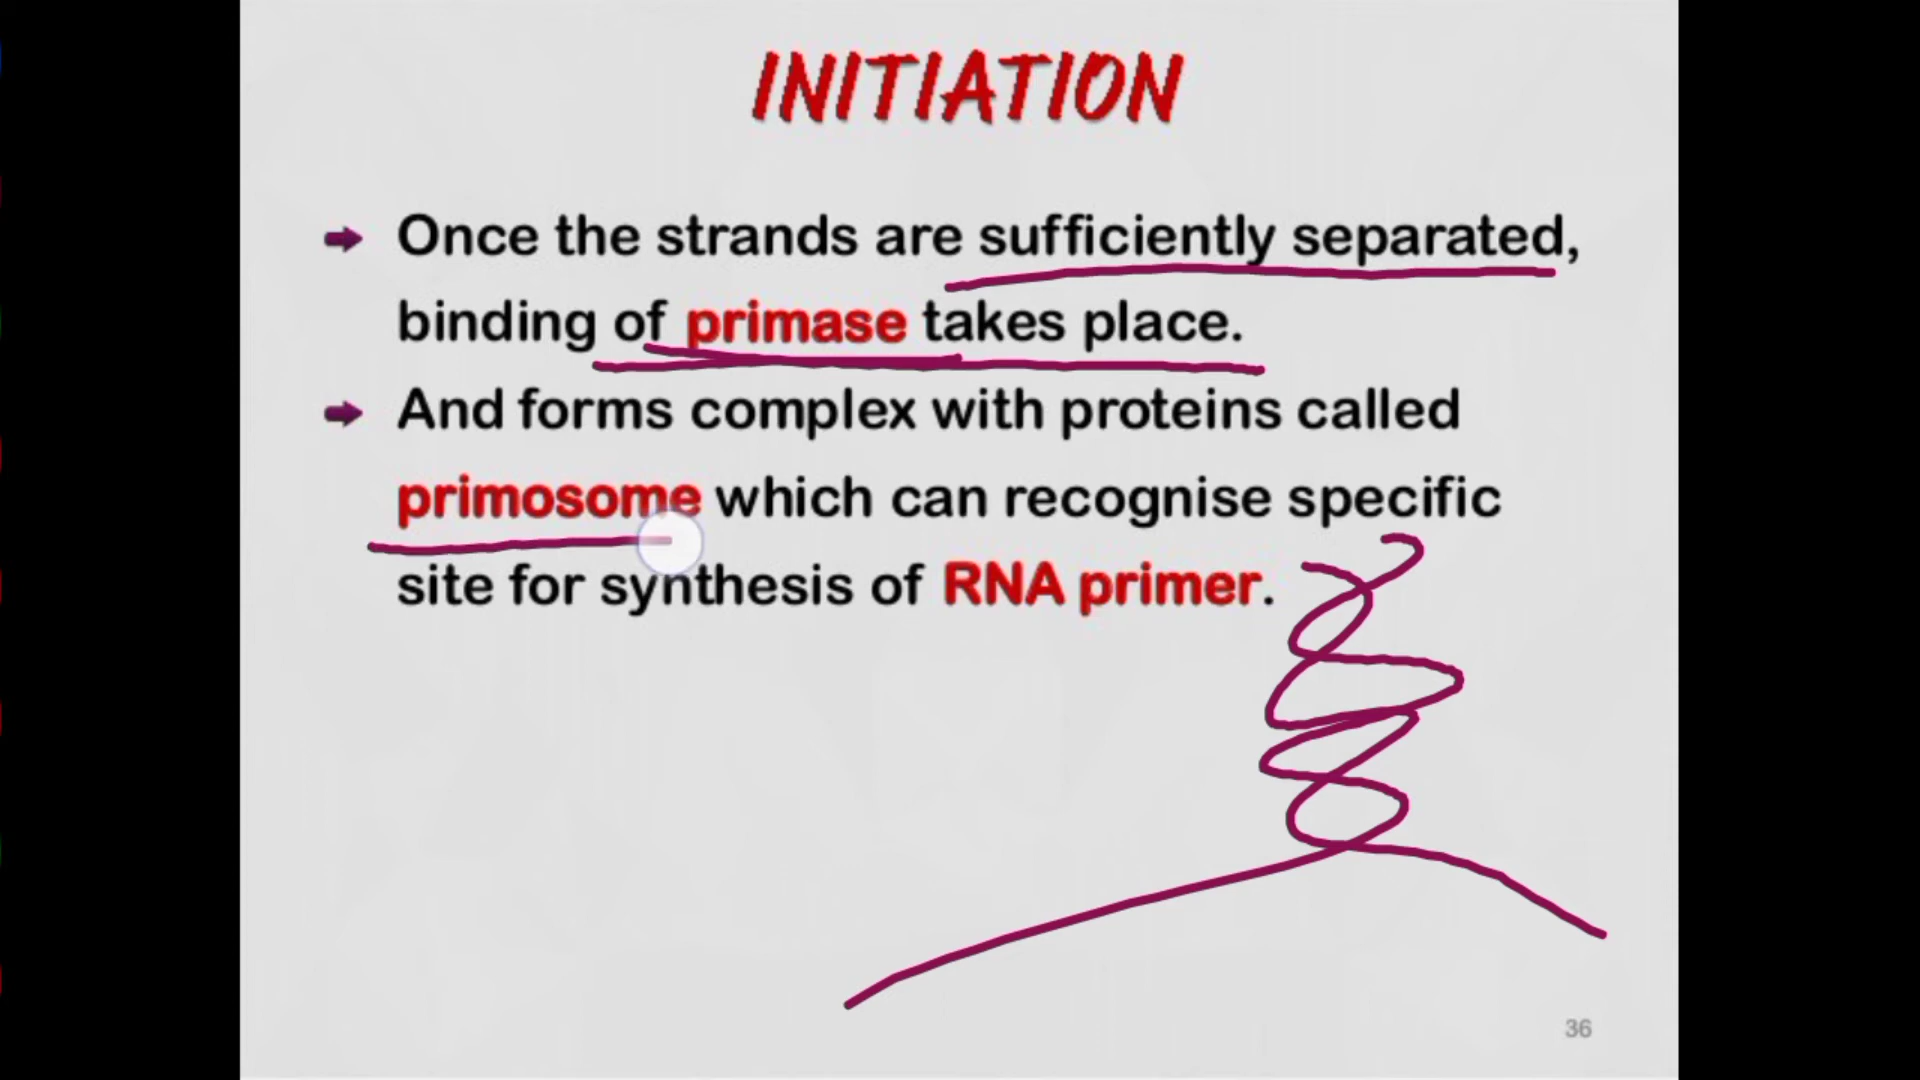 INITIATION
Once the strands are sufficiently separated,
binding of primase takes place.
And forms complex with proteins called
primosome which can recognise specific
site for synthesis of RNA primer.
36